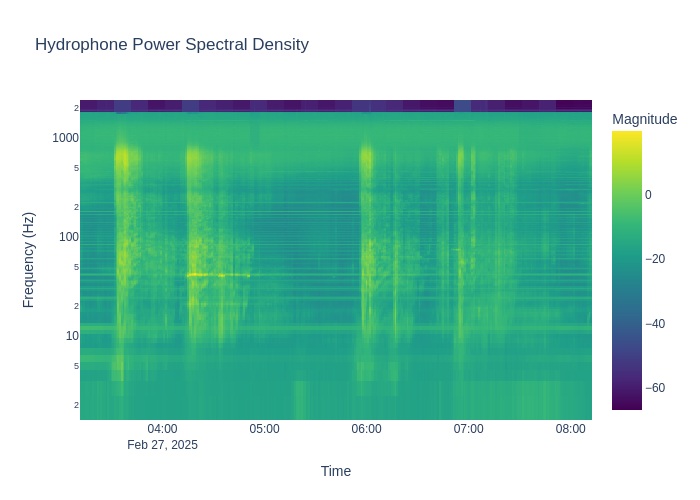 Hydrophone Power Spectral Density
Magnitude
2
1000
5
2
100
5
2
10
5
2
Frequency (Hz)
0
−20
−40
−60
04:00 05:00 06:00 07:00 08:00
Feb 27, 2025
Time